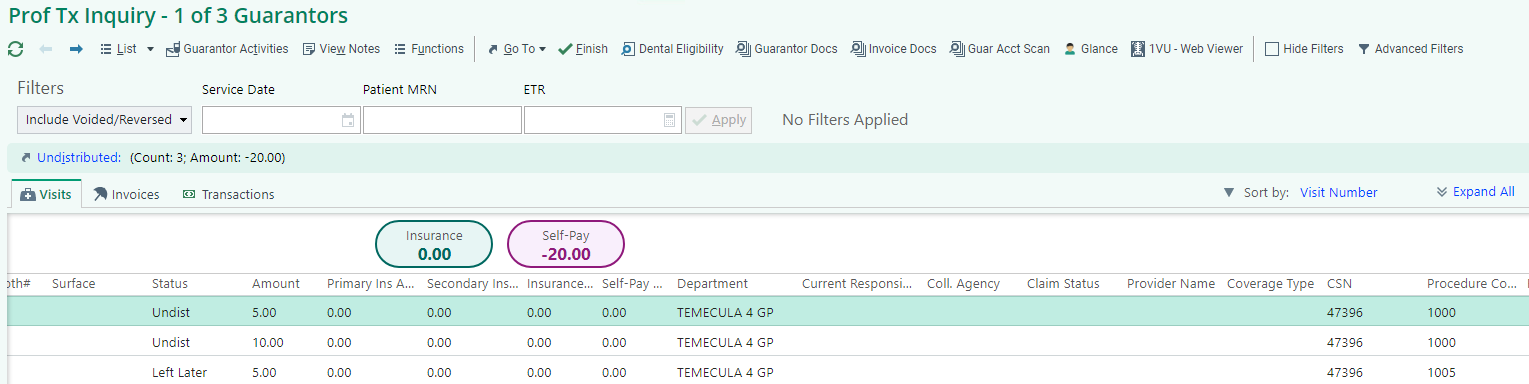 Prof Tx Inquiry - 1 of 3 Guarantors
List Guarantor Activities View Notes Functions Go To Finish Dental Eligibility Guarantor Docs Invoice Docs Guar Acct Scan Glance 1VU - Web Viewer Hide Filters Advanced Filters
Filters Service Date Patient MRN ETR
Include Voided/Reversed Apply No Filters Applied
Undistributed: (Count: 3; Amount: -20.00)
Visits Invoices Transactions Sort by: Visit Number Expand All
Insurance Self-Pay
0.00 -20.00
oth# Surface Status Amount Primary Ins A... Secondary Ins... Insurance... Self-Pay ... Department Current Responsi... Coll. Agency Claim Status Provider Name Coverage Type CSN Procedure Co...
Undist 5.00 0.00 0.00 0.00 0.00 TEMECULA 4 GP 47396 1000
Undist 10.00 0.00 0.00 0.00 0.00 TEMECULA 4 GP 47396 1000
Left Later 5.00 0.00 0.00 0.00 0.00 TEMECULA 4 GP 47396 1005